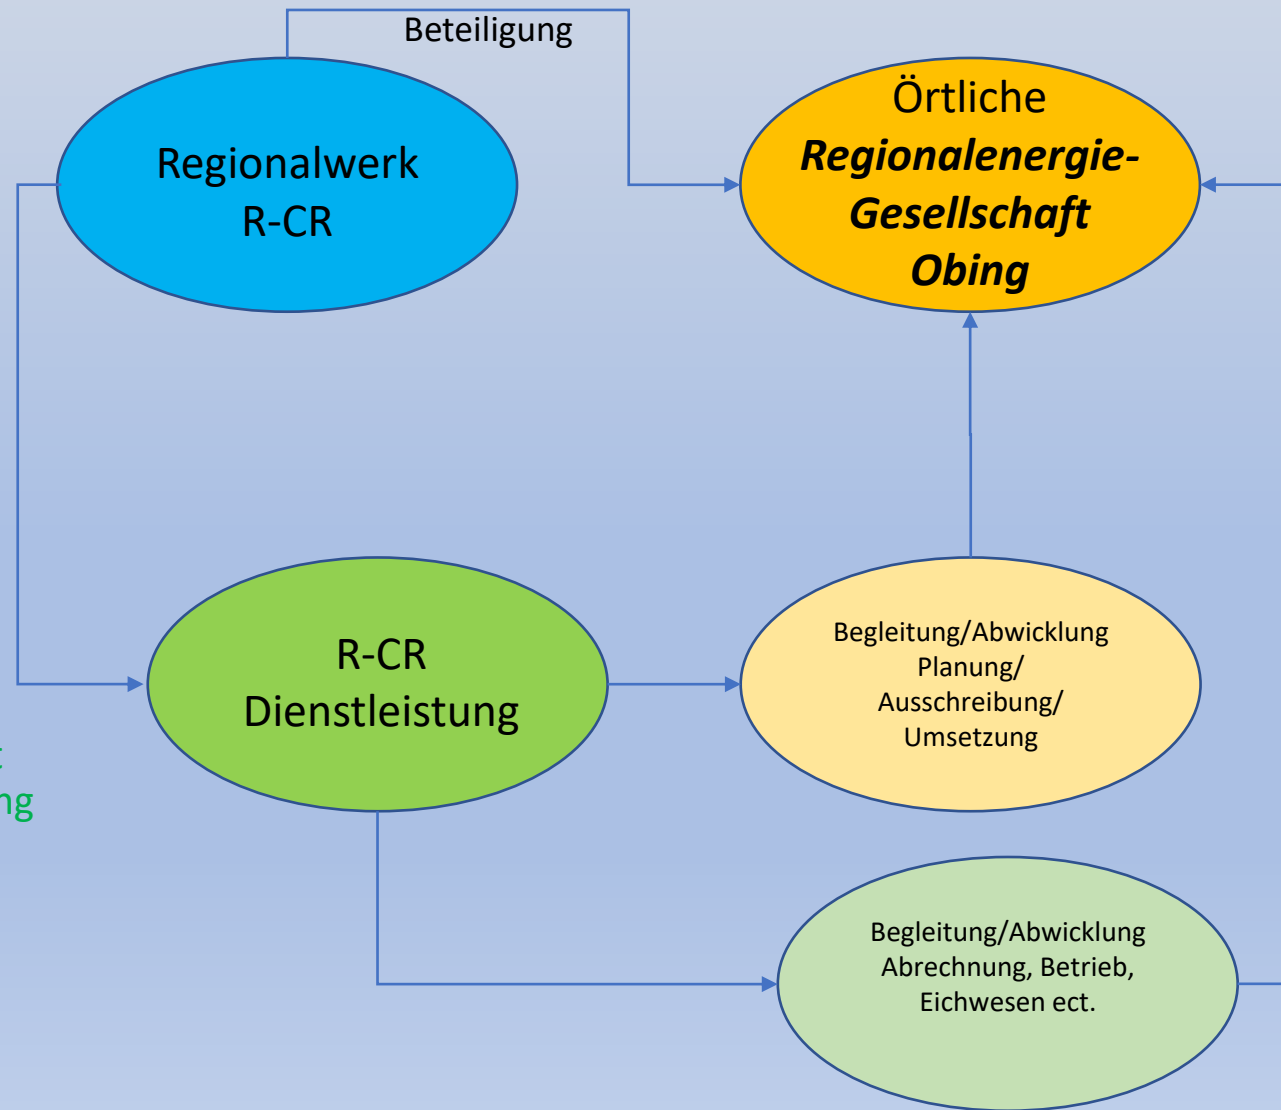 Beteiligung
Regionalwerk
R-CR
Örtliche
Regionalenergie-
Gesellschaft
Obing
R-CR
Dienstleistung
Begleitung/Abwicklung
Planung/
Ausschreibung/
Umsetzung
Begleitung/Abwicklung
Abrechnung, Betrieb,
Eichwesen ect.